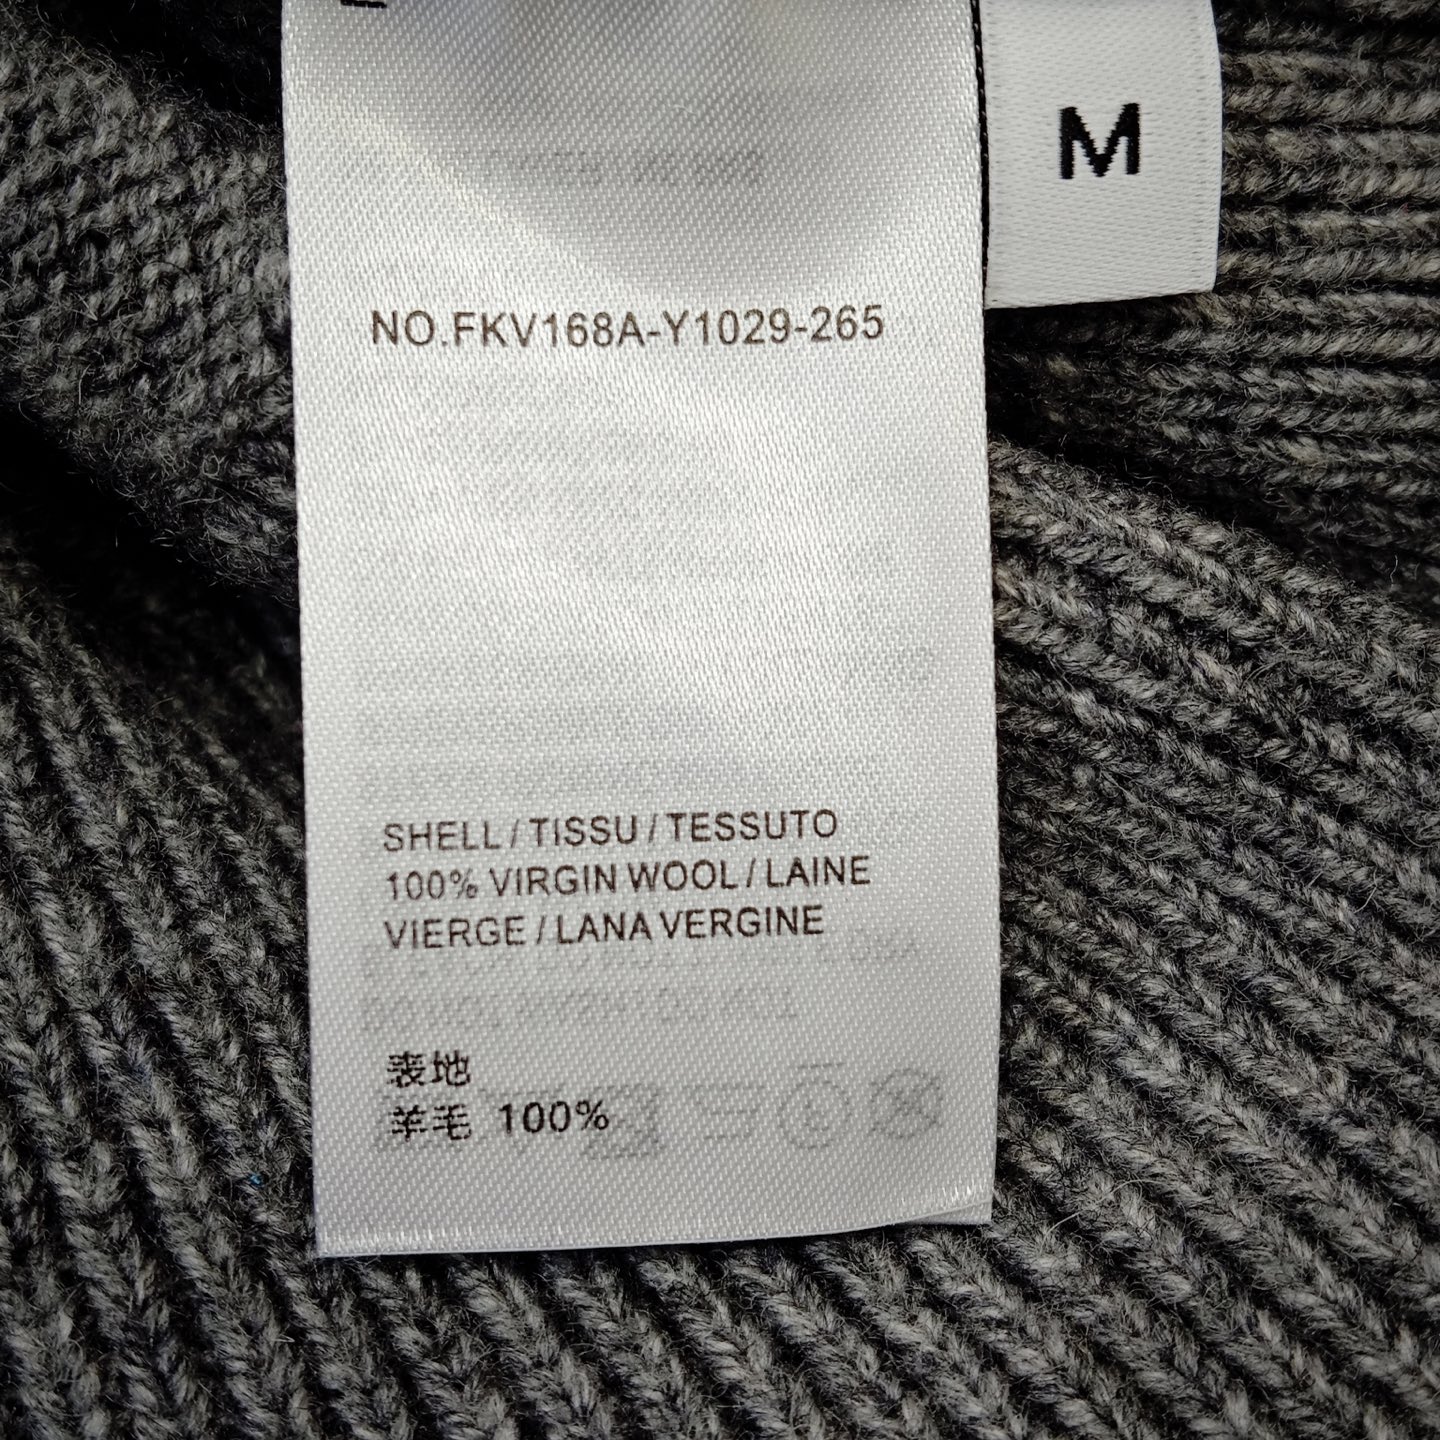 M
NO.FKV168A-Y1029-265
SHELL / TISSU / TESSUTO
100% VIRGIN WOOL / LAINE
VIERGE / LANA VERGINE
表地
羊毛 100%